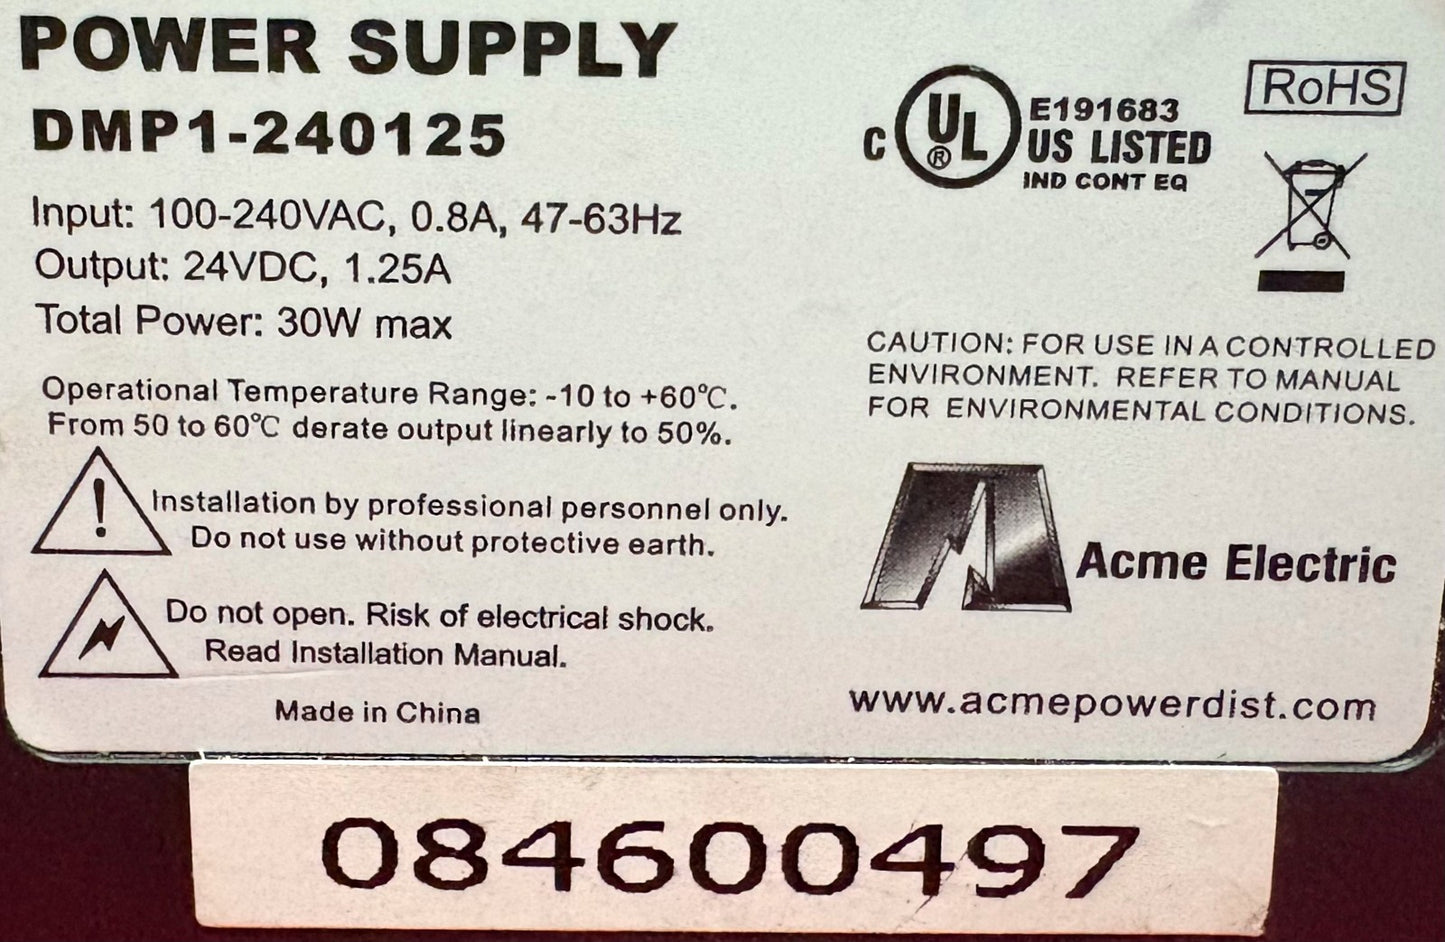 POWER SUPPLY
DMP1-240125
Input: 100-240VAC, 0.8A, 47-63Hz
Output: 24VDC, 1.25A
Total Power: 30W max
Operational Temperature Range: -10 to +60℃.
From 50 to 60℃ derate output linearly to 50%.
!
Installation by professional personnel only.
Do not use without protective earth.
Do not open. Risk of electrical shock.
Read Installation Manual.
Made in China
C UL ® E191683
US LISTED
IND CONT EQ
RoHS
CAUTION: FOR USE IN A CONTROLLED
ENVIRONMENT. REFER TO MANUAL
FOR ENVIRONMENTAL CONDITIONS.
Acme Electric
www.acmepowerdist.com
084600497